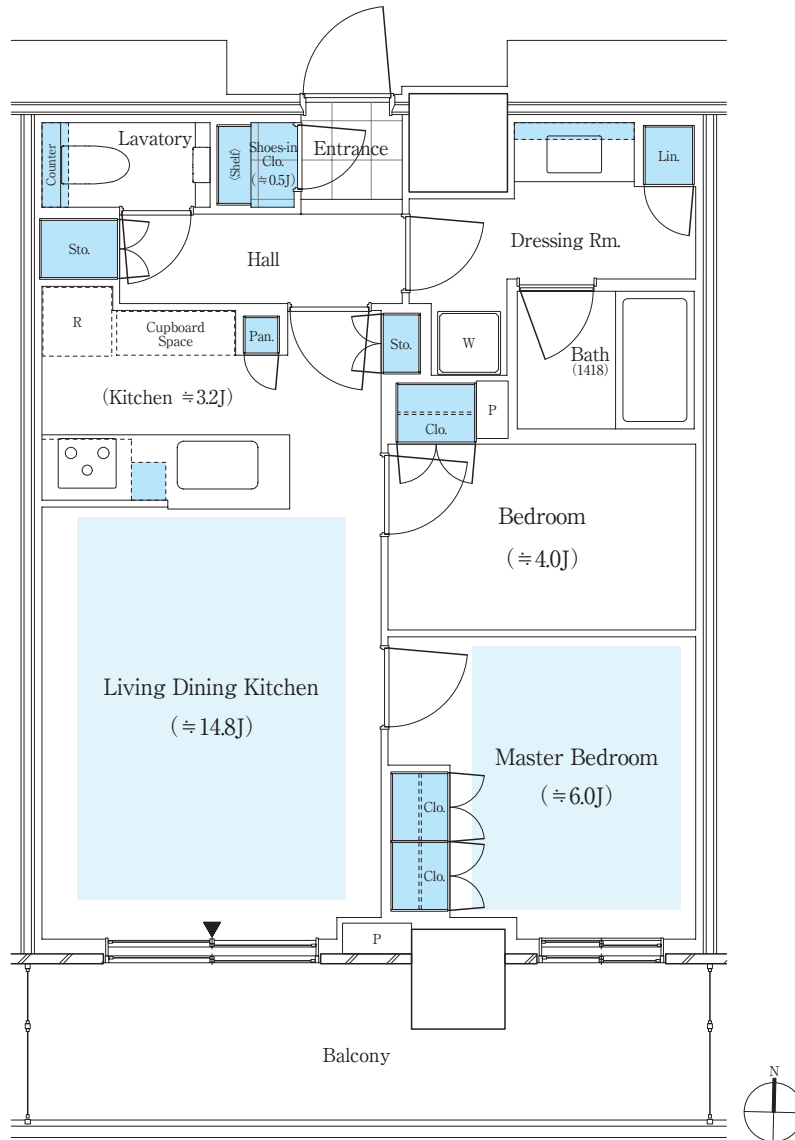 Lavatory
Counter
〈Shelf〉
Shoes-in
Clo.
(≒0.5J)
Entrance
Lin.
Sto.
Hall
Dressing Rm.
R
Cupboard
Space
Pan.
Sto.
W
Bath
(1418)
(Kitchen ≒3.2J)
Clo.
P
Bedroom
(≒4.0J)
Living Dining Kitchen
(≒14.8J)
Master Bedroom
(≒6.0J)
Clo.
Clo.
P
Balcony
N